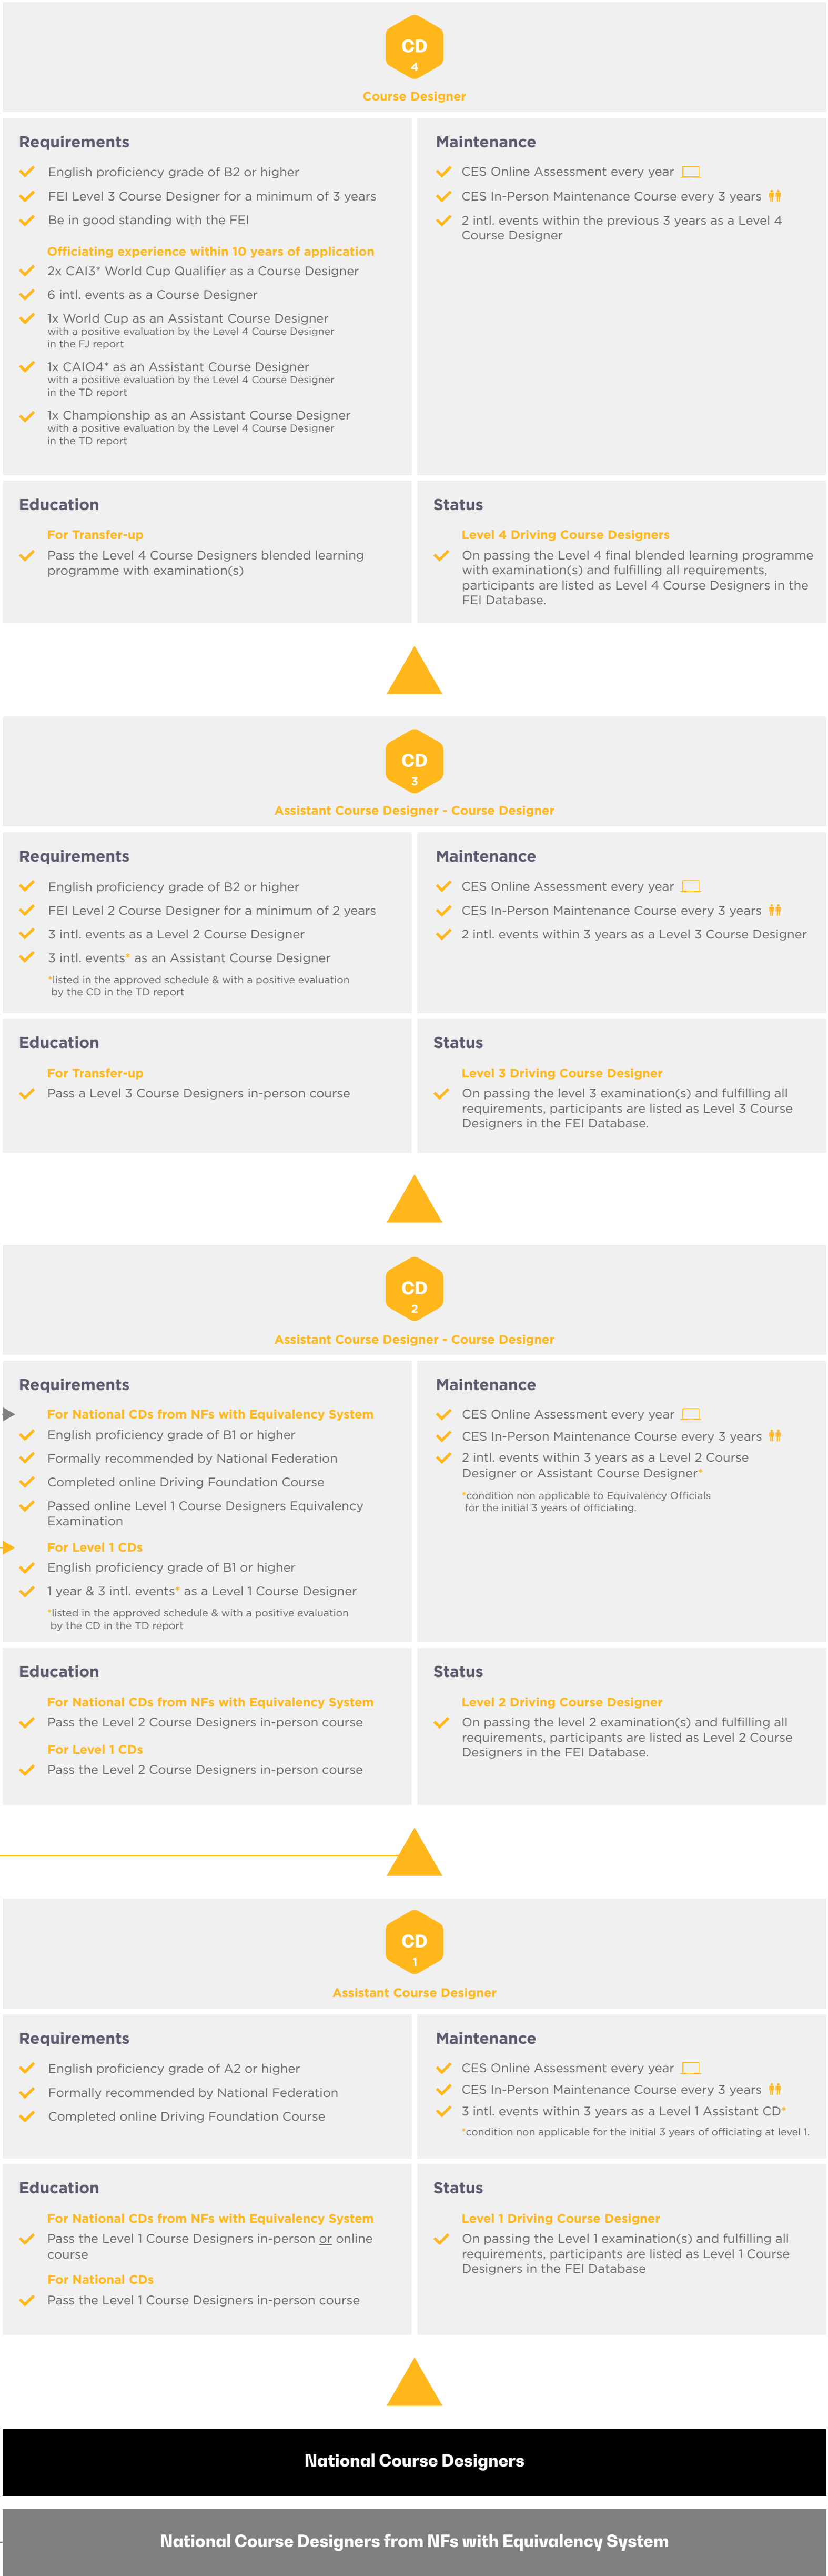 CD
4
Course Designer
Requirements
English proficiency grade of B2 or higher
FEI Level 3 Course Designer for a minimum of 3 years
Be in good standing with the FEI
Officiating experience within 10 years of application
2x CAI3* World Cup Qualifier as a Course Designer
6 intl. events as a Course Designer
1x World Cup as an Assistant Course Designer
with a positive evaluation by the Level 4 Course Designer
in the FJ report
1x CAIO4* as an Assistant Course Designer
with a positive evaluation by the Level 4 Course Designer
in the TD report
1x Championship as an Assistant Course Designer
with a positive evaluation by the Level 4 Course Designer
in the TD report
Maintenance
CES Online Assessment every year
CES In-Person Maintenance Course every 3 years
2 intl. events within the previous 3 years as a Level 4
Course Designer
Education
For Transfer-up
Pass the Level 4 Course Designers blended learning
programme with examination(s)
Status
Level 4 Driving Course Designers
On passing the Level 4 final blended learning programme
with examination(s) and fulfilling all requirements,
participants are listed as Level 4 Course Designers in the
FEI Database.
CD
3
Assistant Course Designer - Course Designer
Requirements
English proficiency grade of B2 or higher
FEI Level 2 Course Designer for a minimum of 2 years
3 intl. events as a Level 2 Course Designer
3 intl. events* as an Assistant Course Designer
*listed in the approved schedule & with a positive evaluation
by the CD in the TD report
Maintenance
CES Online Assessment every year
CES In-Person Maintenance Course every 3 years
2 intl. events within 3 years as a Level 3 Course Designer
Education
For Transfer-up
Pass a Level 3 Course Designers in-person course
Status
Level 3 Driving Course Designer
On passing the level 3 examination(s) and fulfilling all
requirements, participants are listed as Level 3 Course
Designers in the FEI Database.
CD
2
Assistant Course Designer - Course Designer
Requirements
For National CDs from NFs with Equivalency System
English proficiency grade of B1 or higher
Formally recommended by National Federation
Completed online Driving Foundation Course
Passed online Level 1 Course Designers Equivalency
Examination
For Level 1 CDs
English proficiency grade of B1 or higher
1 year & 3 intl. events* as a Level 1 Course Designer
*listed in the approved schedule & with a positive evaluation
by the CD in the TD report
Maintenance
CES Online Assessment every year
CES In-Person Maintenance Course every 3 years
2 intl. events within 3 years as a Level 2 Course
Designer or Assistant Course Designer*
*condition non applicable to Equivalency Officials
for the initial 3 years of officiating.
Education
For National CDs from NFs with Equivalency System
Pass the Level 2 Course Designers in-person course
For Level 1 CDs
Pass the Level 2 Course Designers in-person course
Status
Level 2 Driving Course Designer
On passing the level 2 examination(s) and fulfilling all
requirements, participants are listed as Level 2 Course
Designers in the FEI Database.
CD
1
Assistant Course Designer
Requirements
English proficiency grade of A2 or higher
Formally recommended by National Federation
Completed online Driving Foundation Course
Maintenance
CES Online Assessment every year
CES In-Person Maintenance Course every 3 years
3 intl. events within 3 years as a Level 1 Assistant CD*
*condition non applicable for the initial 3 years of officiating at level 1.
Education
For National CDs from NFs with Equivalency System
Pass the Level 1 Course Designers in-person or online
course
For National CDs
Pass the Level 1 Course Designers in-person course
Status
Level 1 Driving Course Designer
On passing the Level 1 examination(s) and fulfilling all
requirements, participants are listed as Level 1 Course
Designers in the FEI Database
National Course Designers
National Course Designers from NFs with Equivalency System